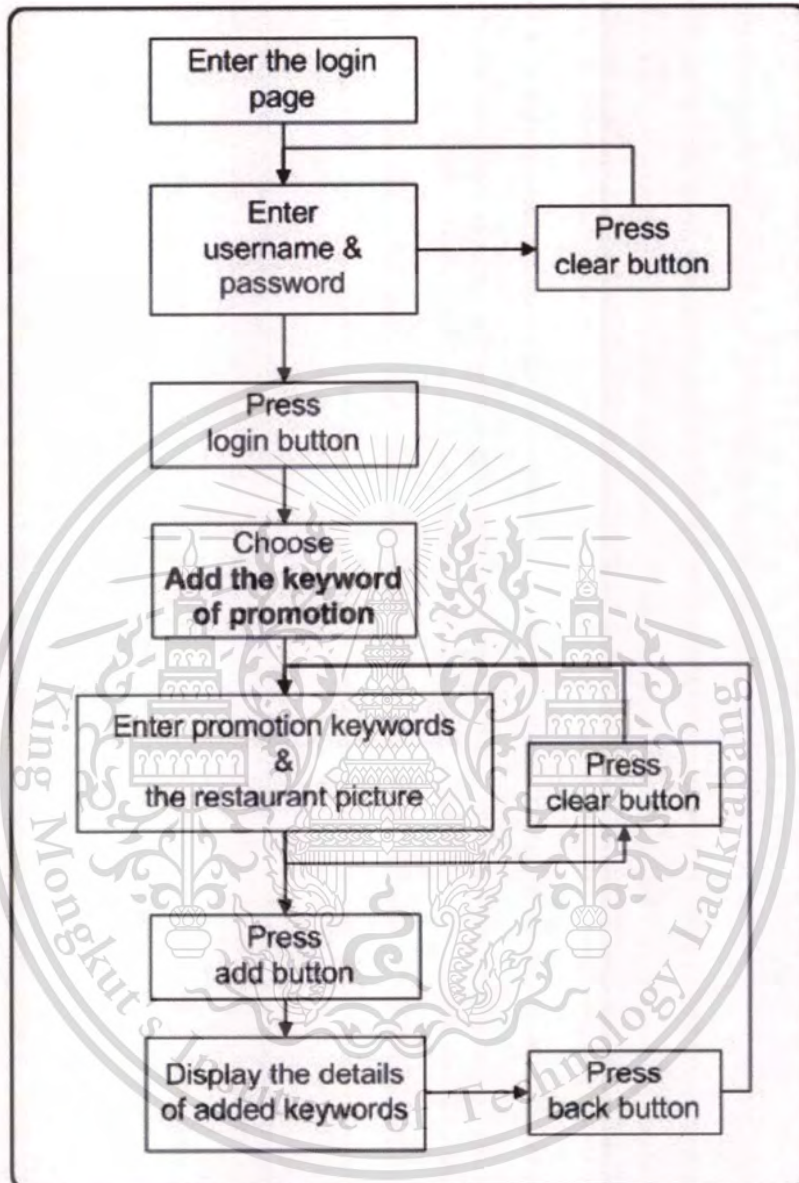 Enter the login
page
Enter
username &
password
Press
clear button
Press
login button
Choose
Add the keyword
of promotion
Enter promotion keywords
&
the restaurant picture
Press
clear button
Press
add button
Display the details
of added keywords
Press
back button
King Mongkut's Institute of Technology Ladkrabang